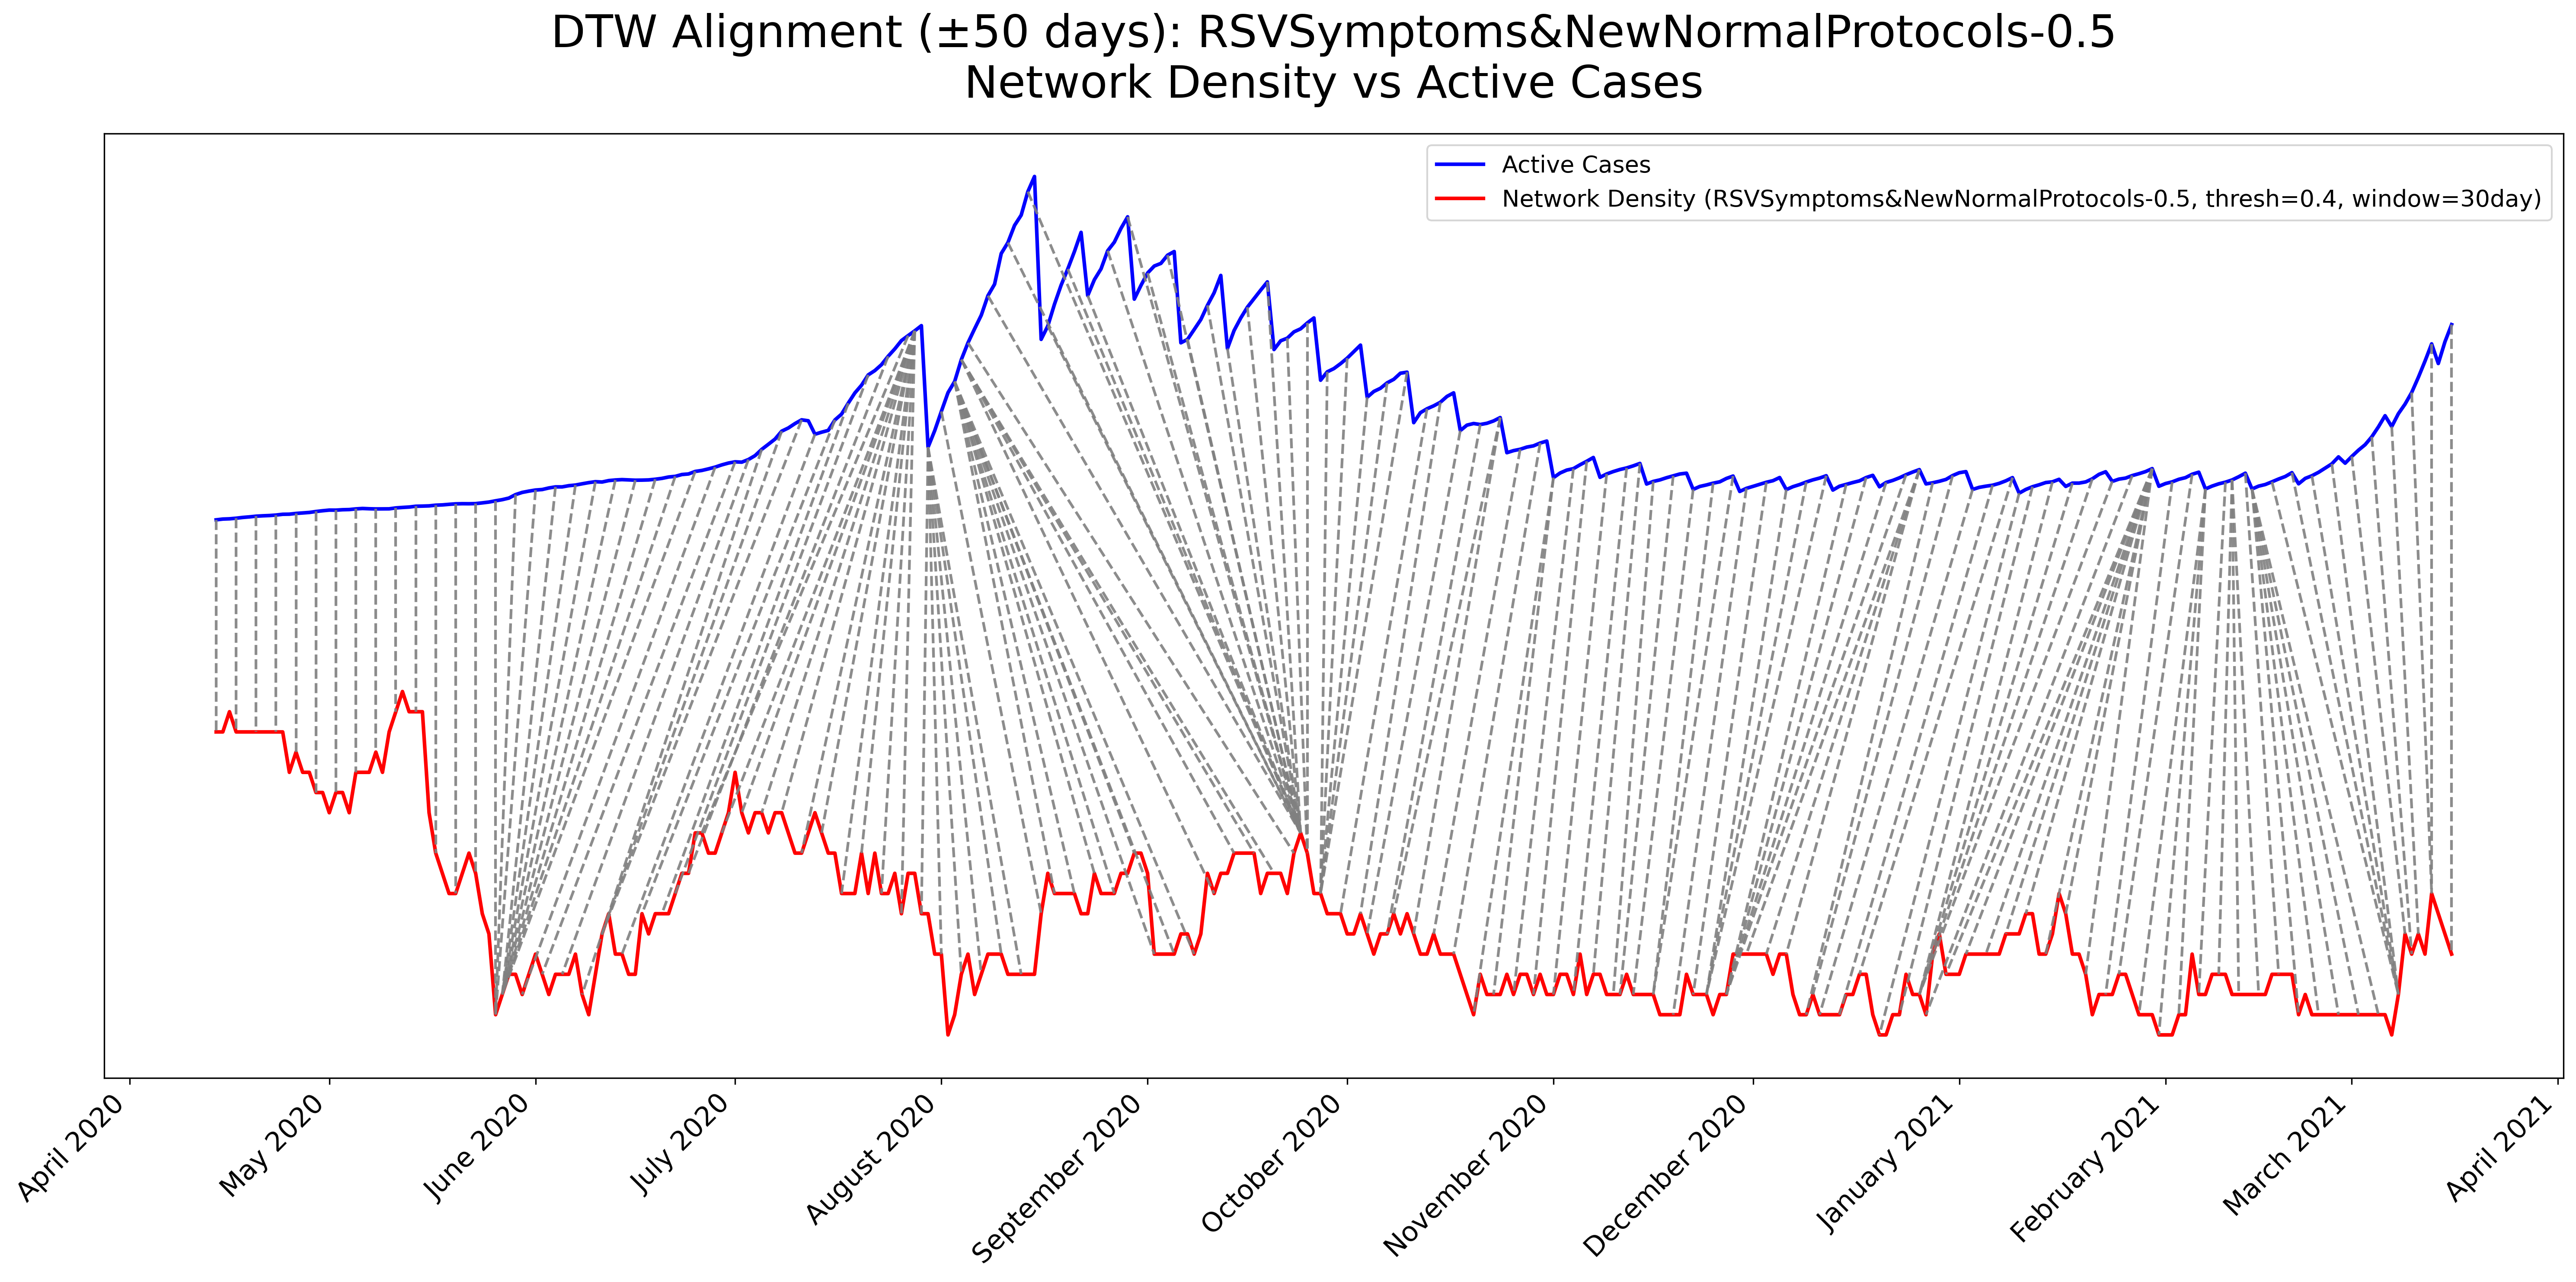 DTW Alignment (±50 days): RSVSymptoms&NewNormalProtocols-0.5
Network Density vs Active Cases
Active Cases
Network Density (RSVSymptoms&NewNormalProtocols-0.5, thresh=0.4, window=30day)
April 2020
May 2020
June 2020
July 2020
August 2020
September 2020
October 2020
November 2020
December 2020
January 2021
February 2021
March 2021
April 2021